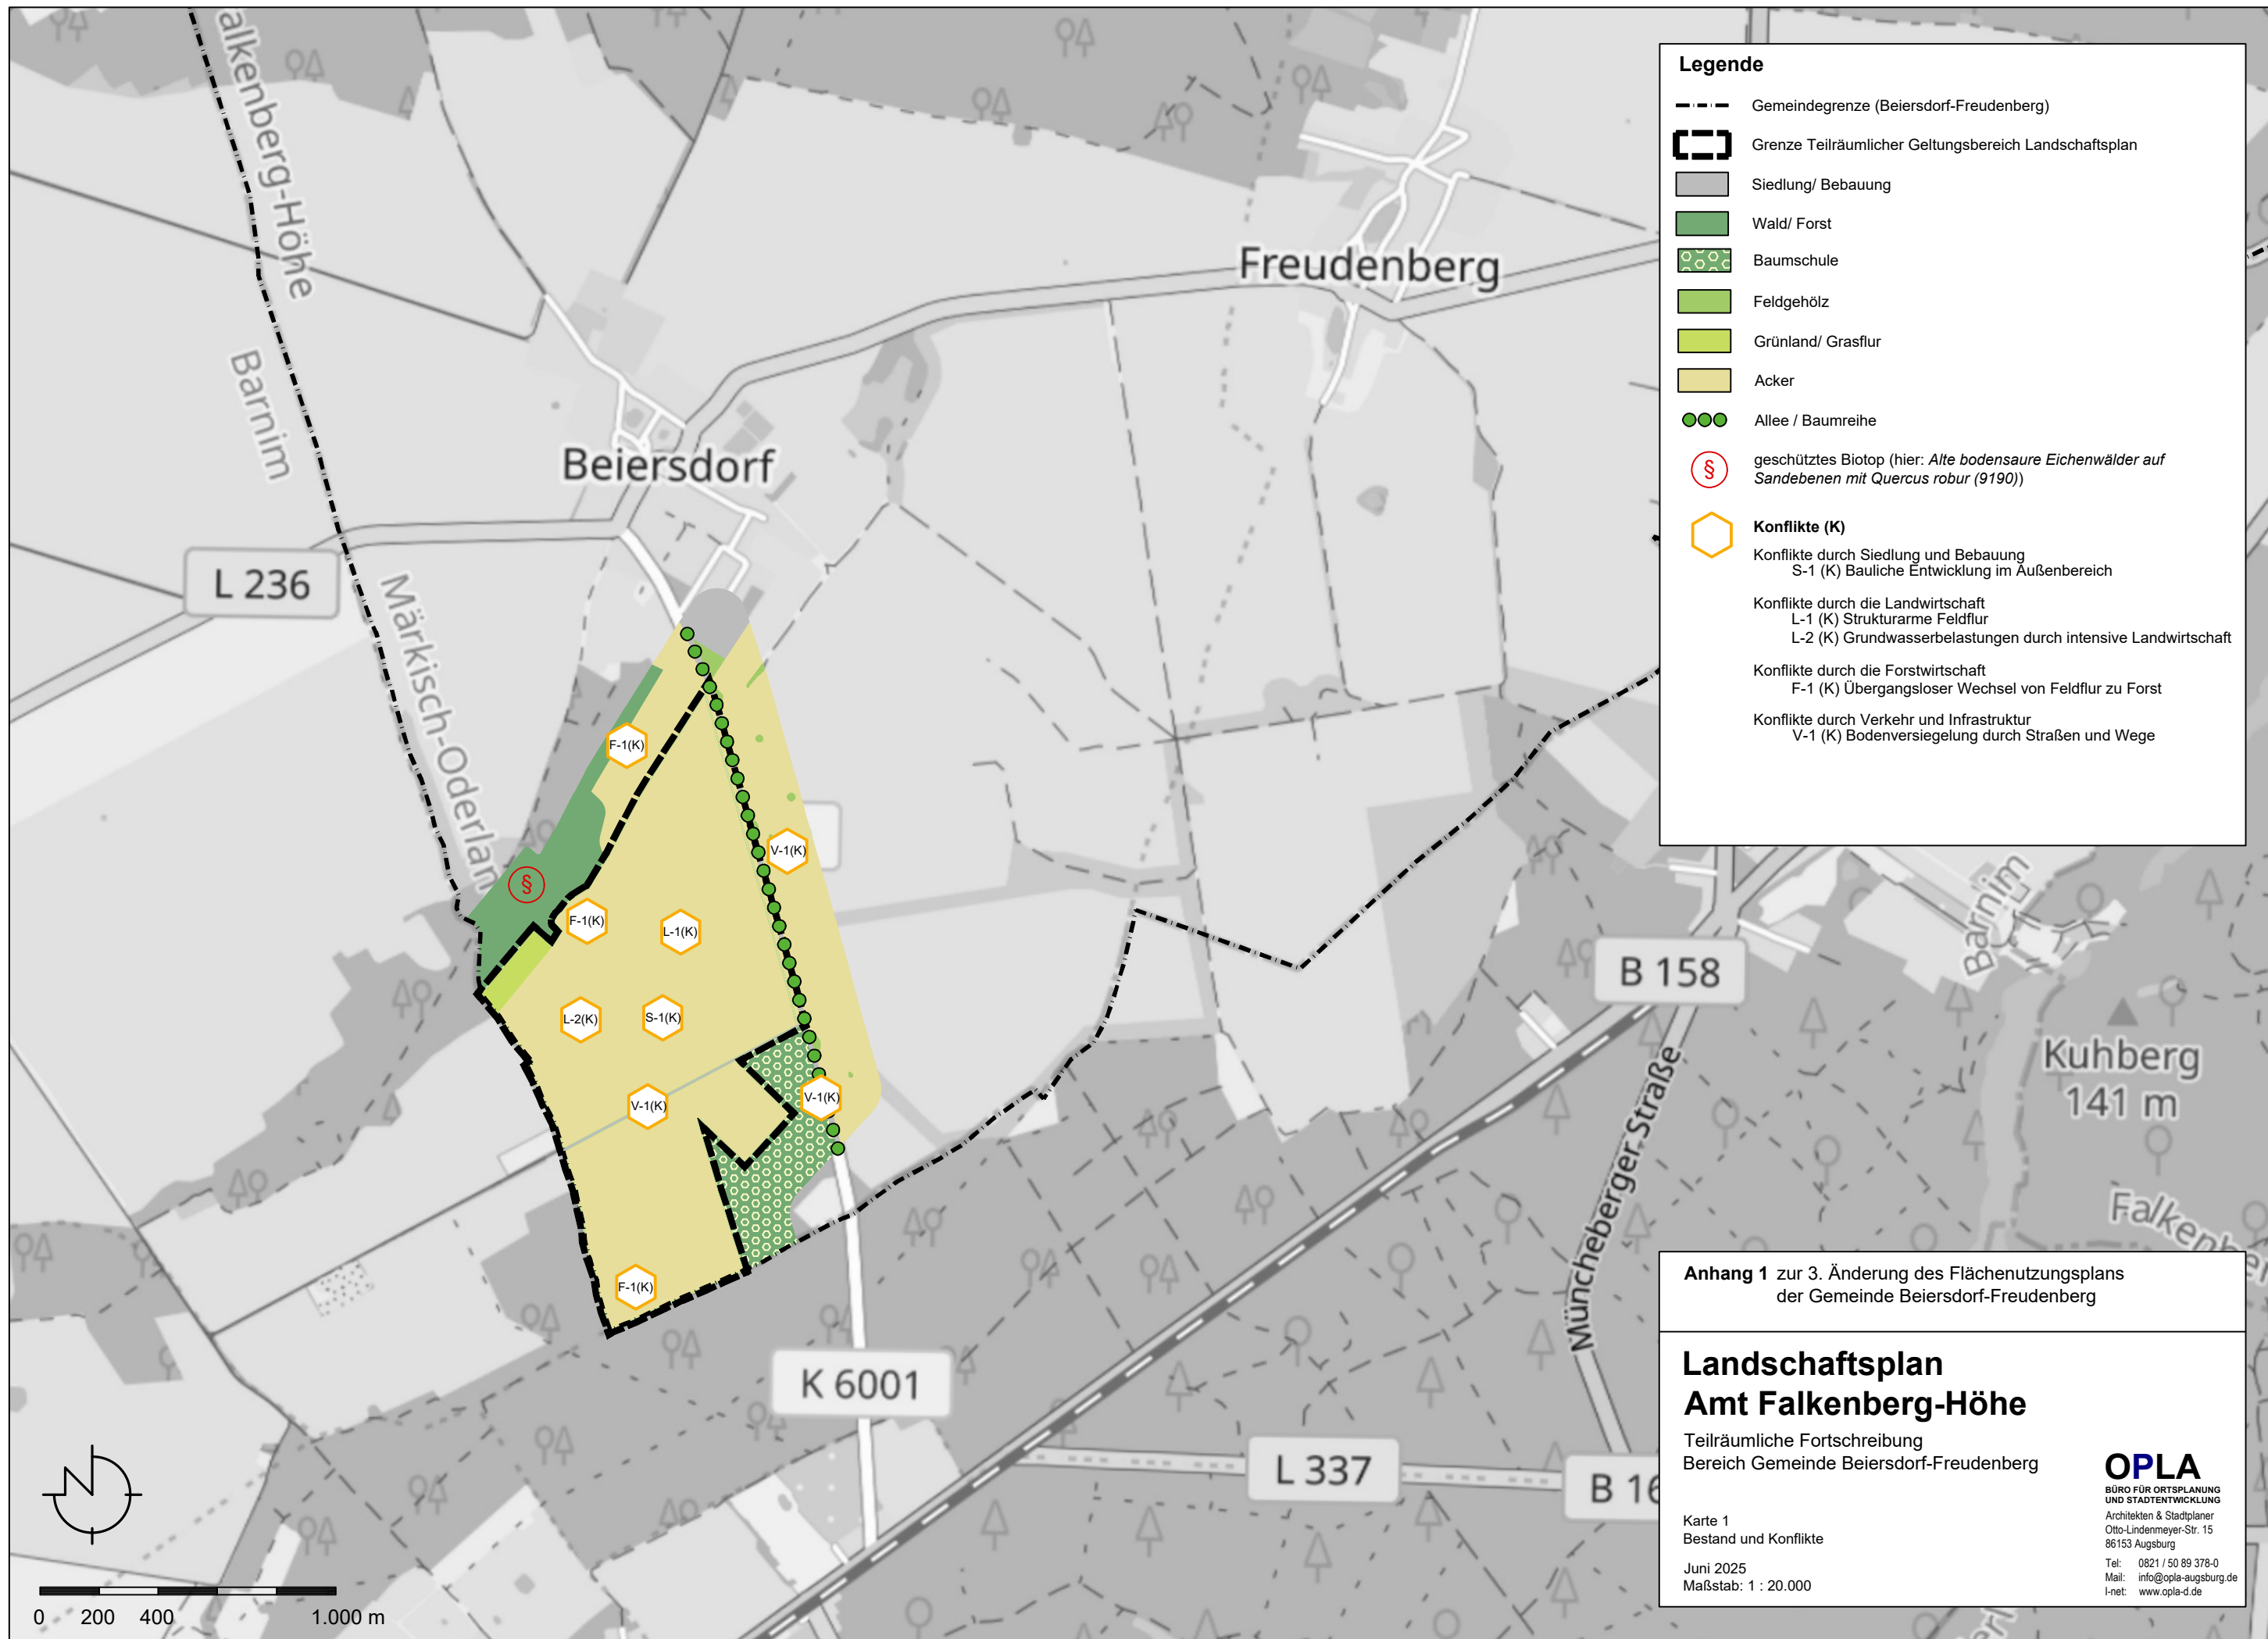 alkenberg-Höhe
Barnim
Märkisch-Oderlan
Freudenberg
Beiersdorf
L 236
F-1(K)
V-1(K)
§
F-1(K)
L-1(K)
L-2(K)
S-1(K)
V-1(K)
V-1(K)
F-1(K)
K 6001
L 337
B 16
B 158
Müncheberger Straße
Barnim
Kuhberg
141 m
Falkenber
0 200 400 1.000 m
Legende
Gemeindegrenze (Beiersdorf-Freudenberg)
Grenze Teilräumlicher Geltungsbereich Landschaftsplan
Siedlung/ Bebauung
Wald/ Forst
Baumschule
Feldgehölz
Grünland/ Grasflur
Acker
Allee / Baumreihe
§
geschütztes Biotop (hier: Alte bodensaure Eichenwälder auf
Sandebenen mit Quercus robur (9190))
Konflikte (K)
Konflikte durch Siedlung und Bebauung
S-1 (K) Bauliche Entwicklung im Außenbereich
Konflikte durch die Landwirtschaft
L-1 (K) Strukturarme Feldflur
L-2 (K) Grundwasserbelastungen durch intensive Landwirtschaft
Konflikte durch die Forstwirtschaft
F-1 (K) Übergangsloser Wechsel von Feldflur zu Forst
Konflikte durch Verkehr und Infrastruktur
V-1 (K) Bodenversiegelung durch Straßen und Wege
Anhang 1 zur 3. Änderung des Flächenutzungsplans
der Gemeinde Beiersdorf-Freudenberg
Landschaftsplan
Amt Falkenberg-Höhe
Teilräumliche Fortschreibung
Bereich Gemeinde Beiersdorf-Freudenberg
Karte 1
Bestand und Konflikte
Juni 2025
Maßstab: 1 : 20.000
OPLA
BÜRO FÜR ORTSPLANUNG
UND STADTENTWICKLUNG
Architekten & Stadtplaner
Otto-Lindenmeyer-Str. 15
86153 Augsburg
Tel: 0821 / 50 89 378-0
Mail: info@opla-augsburg.de
I-net: www.opla-d.de